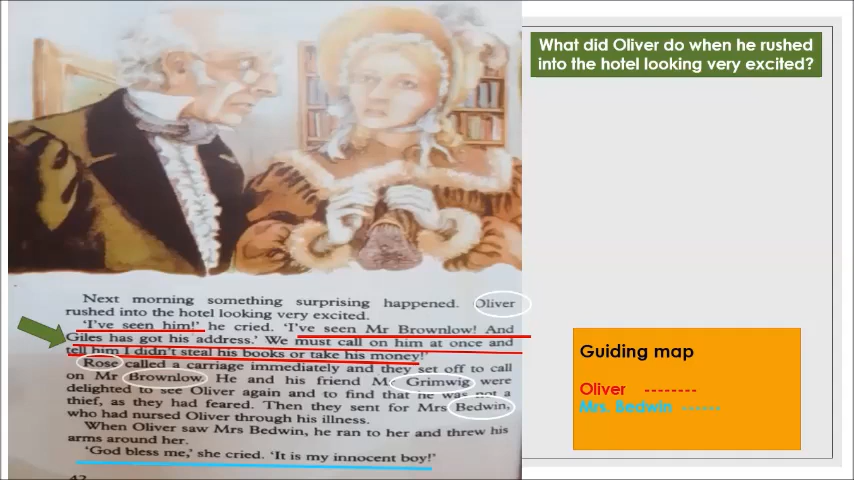 What did Oliver do when he rushed
into the hotel looking very excited?
Next morning something surprising happened. Oliver
rushed into the hotel looking very excited.
'I've seen him!' he cried. 'I've seen Mr Brownlow! And
Giles has got his address.' We must call on him at once and
tell him I didn't steal his books or take his money!'
Rose called a carriage immediately and they set off to call
on Mr Brownlow. He and his friend Mr Grimwig were
delighted to see Oliver again and to find that he was not a
thief, as they had feared. Then they sent for Mrs Bedwin,
who had nursed Oliver through his illness.
When Oliver saw Mrs Bedwin, he ran to her and threw his
arms around her.
'God bless me,' she cried. 'It is my innocent boy!'
Guiding map
Oliver --------
Mrs. Bedwin ------